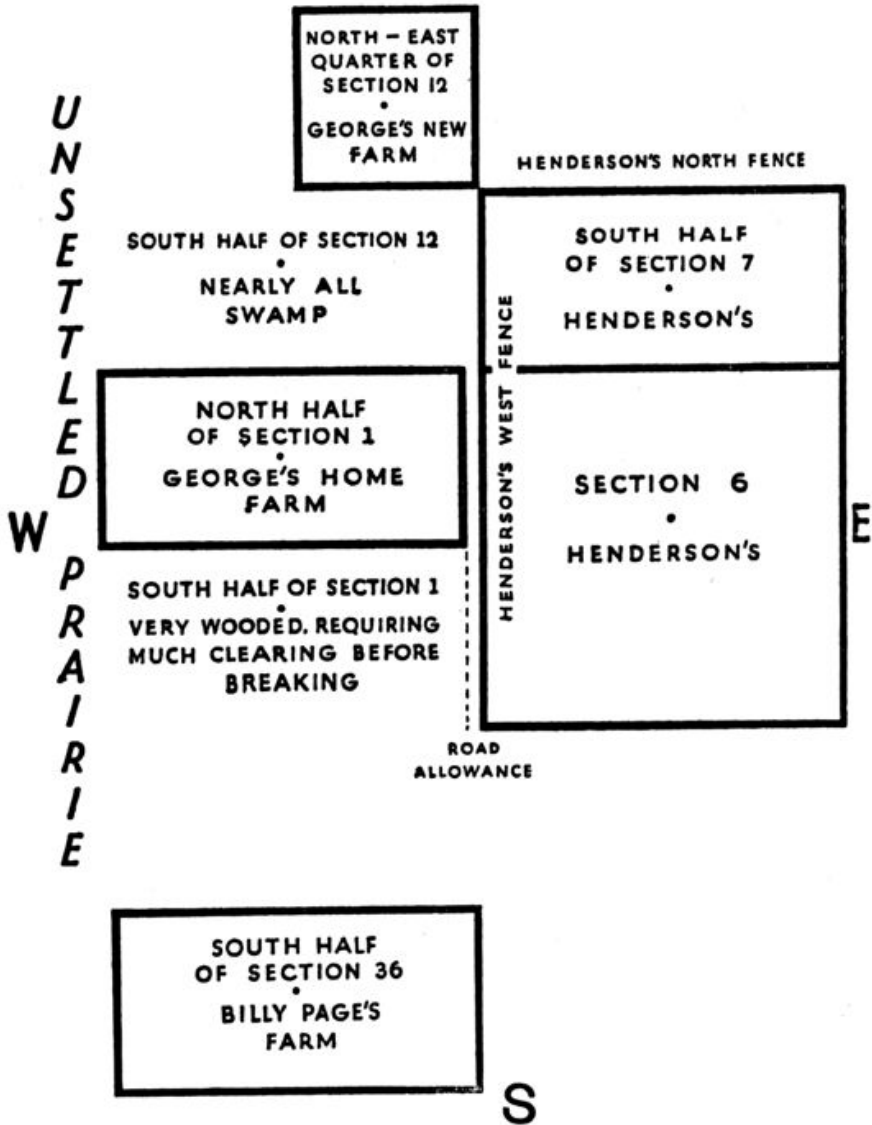 NORTH – EAST
QUARTER OF
SECTION 12
•
GEORGE'S NEW
FARM
UNSETTLED PRAIRIE
HENDERSON'S NORTH FENCE
SOUTH HALF OF SECTION 12
•
NEARLY ALL
SWAMP
SOUTH HALF
OF SECTION 7
•
HENDERSON'S
HENDERSON'S WEST FENCE
NORTH HALF
OF SECTION 1
•
GEORGE'S HOME
FARM
W
SECTION 6
•
HENDERSON'S
E
SOUTH HALF OF SECTION 1
•
VERY WOODED. REQUIRING
MUCH CLEARING BEFORE
BREAKING
ROAD
ALLOWANCE
SOUTH HALF
OF SECTION 36
•
BILLY PAGE'S
FARM
S